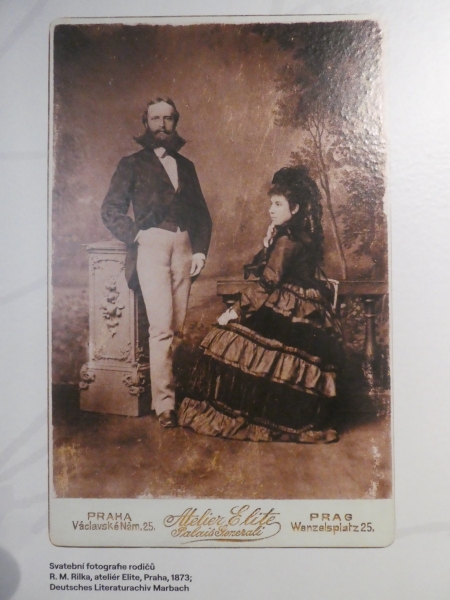 PRAHA
Václavské Nám. 25.
Atelier Elite
Palais Generali
PRAG
Wenzelsplatz 25.
Svatební fotografie rodičů
R. M. Rilka, ateliér Elite, Praha, 1873;
Deutsches Literaturachiv Marbach